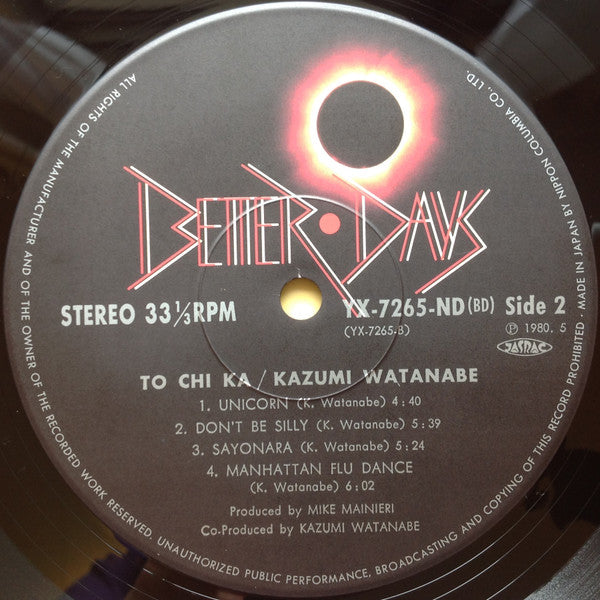 BETTER • DAYS
STEREO 33 1/3 RPM
YX-7265-ND (BD) Side 2
(YX-7265-B)
Ⓟ 1980. 5
JASRAC
TO CHI KA / KAZUMI WATANABE
1. UNICORN (K. Watanabe) 4:40
2. DON'T BE SILLY (K. Watanabe) 5:39
3. SAYONARA (K. Watanabe) 5:24
4. MANHATTAN FLU DANCE
(K. Watanabe) 6:02
Produced by MIKE MAINIERI
Co-Produced by KAZUMI WATANABE
ALL RIGHTS OF THE MANUFACTURER AND OF THE OWNER OF THE RECORDED WORK RESERVED. UNAUTHORIZED PUBLIC PERFORMANCE, BROADCASTING AND COPYING OF THIS RECORD PROHIBITED · MADE IN JAPAN BY NIPPON COLUMBIA CO., LTD.